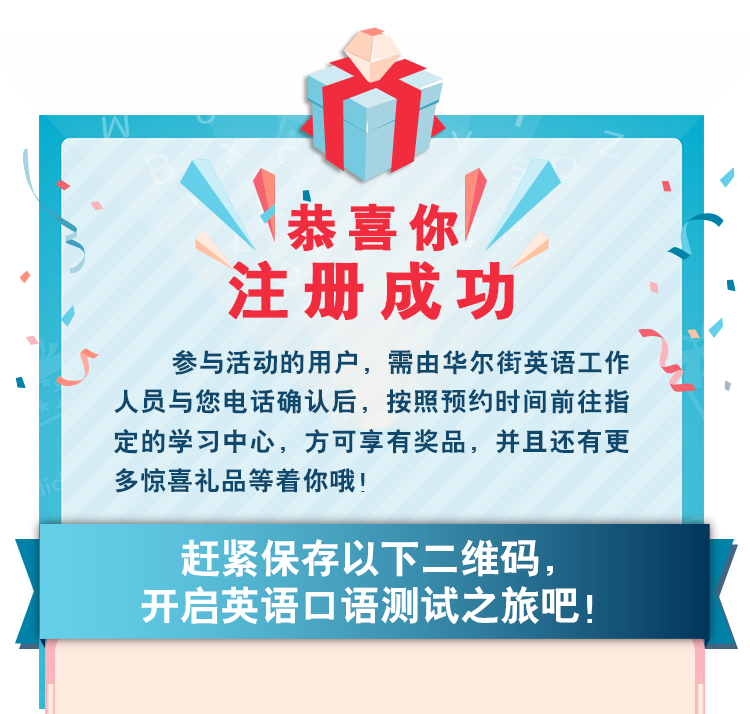 恭喜你
注册成功
参与活动的用户，需由华尔街英语工作
人员与您电话确认后，按照预约时间前往指
定的学习中心，方可享有奖品，并且还有更
多惊喜礼品等着你哦！
赶紧保存以下二维码，
开启英语口语测试之旅吧！